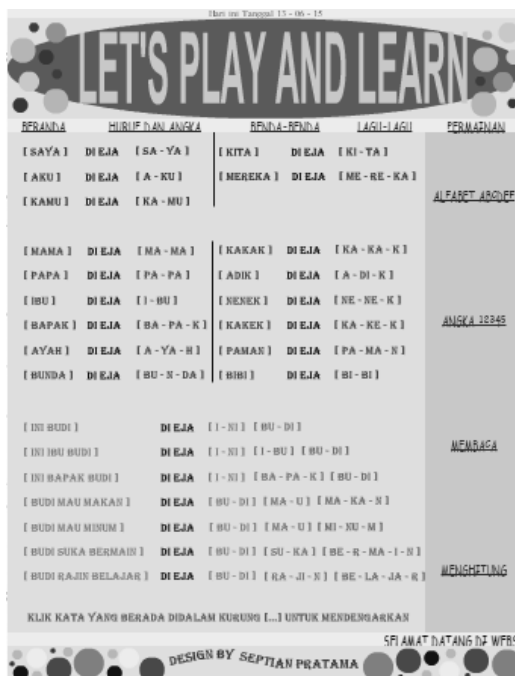 Hari ini Tanggal 13 - 06 - 15
LET'S PLAY AND LEARN
BERANDA HURUF DAN ANGKA BENDA-BENDA LAGU-LAGU PERMAINAN
[ SAYA ] DI EJA [ SA - YA ] [ KITA ] DI EJA [ KI - TA ]
[ AKU ] DI EJA [ A - KU ] [ MEREKA ] DI EJA [ ME - RE - KA ]
[ KAMU ] DI EJA [ KA - MU ]
ALFABET ABCDEF
[ MAMA ] DI EJA [ MA - MA ] [ KAKAK ] DI EJA [ KA - KA - K ]
[ PAPA ] DI EJA [ PA - PA ] [ ADIK ] DI EJA [ A - DI - K ]
[ IBU ] DI EJA [ I - BU ] [ NENEK ] DI EJA [ NE - NE - K ]
[ BAPAK ] DI EJA [ BA - PA - K ] [ KAKEK ] DI EJA [ KA - KE - K ]
ANGKA 12345
[ AYAH ] DI EJA [ A - YA - H ] [ PAMAN ] DI EJA [ PA - MA - N ]
[ BUNDA ] DI EJA [ BU - N - DA ] [ BIBI ] DI EJA [ BI - BI ]
[ INI BUDI ] DI EJA [ I - NI ] [ BU - DI ]
[ INI IBU BUDI ] DI EJA [ I - NI ] [ I - BU ] [ BU - DI ]
MEMBACA
[ INI BAPAK BUDI ] DI EJA [ I - NI ] [ BA - PA - K ] [ BU - DI ]
[ BUDI MAU MAKAN ] DI EJA [ BU - DI ] [ MA - U ] [ MA - KA - N ]
[ BUDI MAU MINUM ] DI EJA [ BU - DI ] [ MA - U ] [ MI - NU - M ]
[ BUDI SUKA BERMAIN ] DI EJA [ BU - DI ] [ SU - KA ] [ BE - R - MA - I - N ]
[ BUDI RAJIN BELAJAR ] DI EJA [ BU - DI ] [ RA - JI - N ] [ BE - LA - JA - R ]
MENGHITUNG
KLIK KATA YANG BERADA DIDALAM KURUNG [...] UNTUK MENDENGARKAN
SELAMAT DATANG DI WEBS
DESIGN BY SEPTIAN PRATAMA